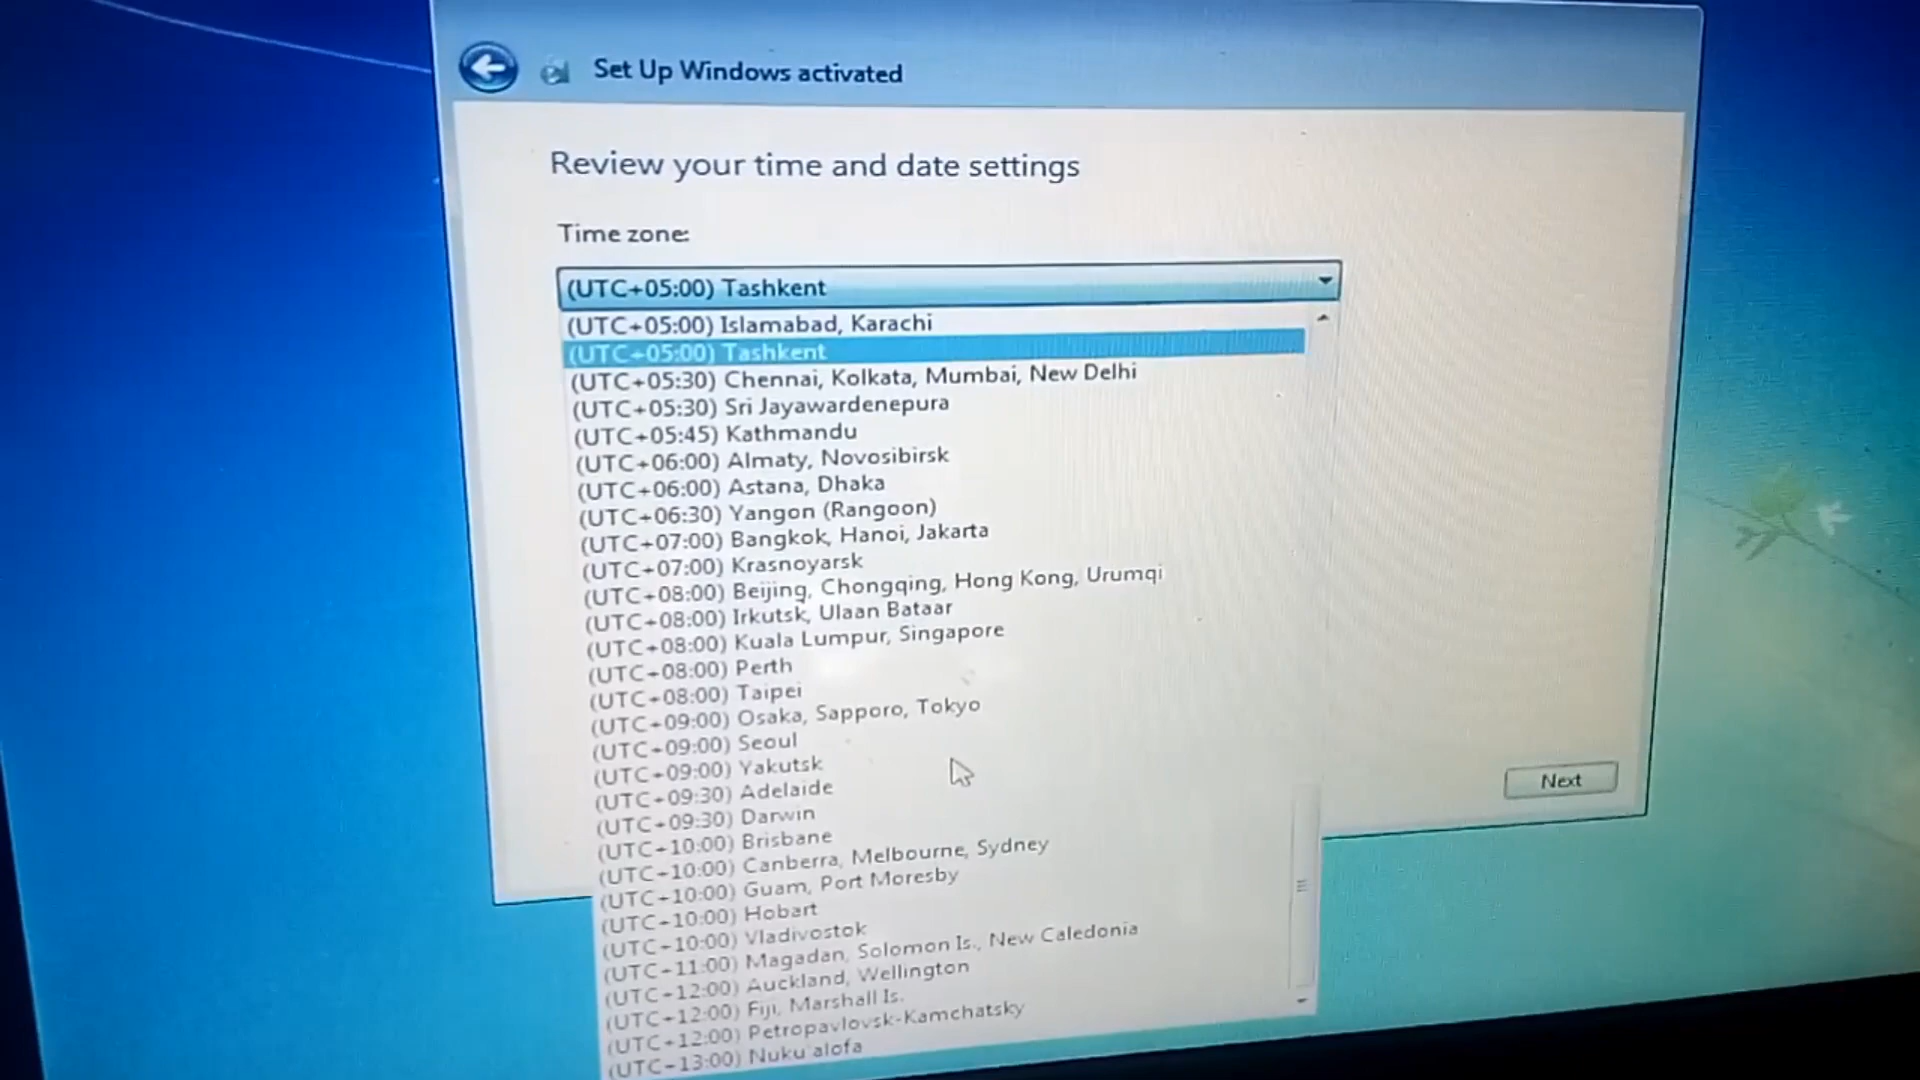 Set Up Windows activated
Review your time and date settings
Time zone:
(UTC+05:00) Tashkent
(UTC+05:00) Islamabad, Karachi
(UTC+05:00) Tashkent
(UTC+05:30) Chennai, Kolkata, Mumbai, New Delhi
(UTC+05:30) Sri Jayawardenepura
(UTC+05:45) Kathmandu
(UTC+06:00) Almaty, Novosibirsk
(UTC+06:00) Astana, Dhaka
(UTC+06:30) Yangon (Rangoon)
(UTC+07:00) Bangkok, Hanoi, Jakarta
(UTC+07:00) Krasnoyarsk
(UTC+08:00) Beijing, Chongqing, Hong Kong, Urumqi
(UTC+08:00) Irkutsk, Ulaan Bataar
(UTC+08:00) Kuala Lumpur, Singapore
(UTC+08:00) Perth
(UTC+08:00) Taipei
(UTC+09:00) Osaka, Sapporo, Tokyo
(UTC+09:00) Seoul
(UTC+09:00) Yakutsk
(UTC+09:30) Adelaide
(UTC+09:30) Darwin
(UTC+10:00) Brisbane
(UTC+10:00) Canberra, Melbourne, Sydney
(UTC+10:00) Guam, Port Moresby
(UTC+10:00) Hobart
(UTC+10:00) Vladivostok
(UTC+11:00) Magadan, Solomon Is., New Caledonia
(UTC+12:00) Auckland, Wellington
(UTC+12:00) Fiji, Marshall Is.
(UTC+12:00) Petropavlovsk-Kamchatsky
(UTC+13:00) Nuku'alofa
Next